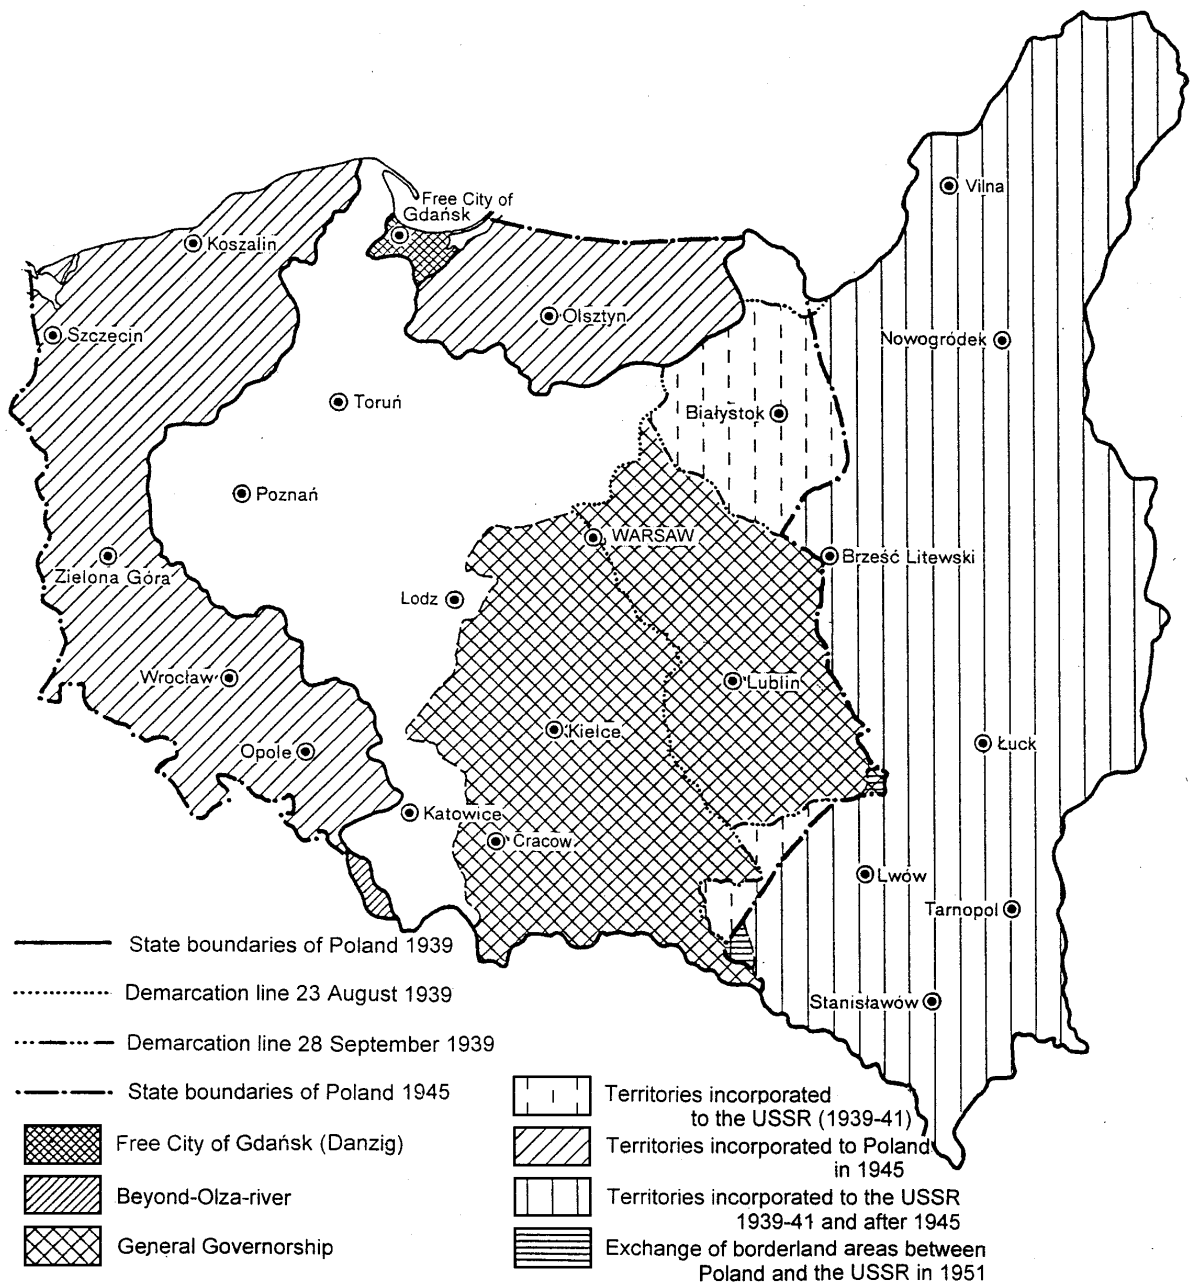 Vilna
Free City of
Gdańsk
Koszalin
Olsztyn
Szczecin
Nowogródek
Toruń
Białystok
Poznań
WARSAW
Brześć Litewski
Zielona Góra
Lodz
Wrocław
Lublin
Kielce
Opole
Łuck
Katowice
Cracow
Lwów
Tarnopol
Stanisławów
State boundaries of Poland 1939
Demarcation line 23 August 1939
Demarcation line 28 September 1939
State boundaries of Poland 1945
Free City of Gdańsk (Danzig)
Beyond-Olza-river
General Governorship
Territories incorporated
to the USSR (1939-41)
Territories incorporated to Poland
in 1945
Territories incorporated to the USSR
1939-41 and after 1945
Exchange of borderland areas between
Poland and the USSR in 1951